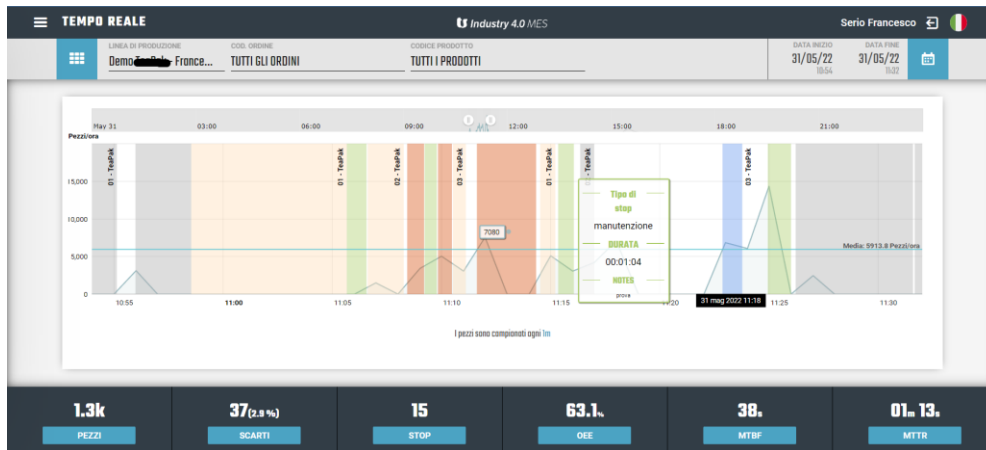 TEMPO REALE
Industry 4.0 MES
Serio Francesco
LINEA DI PRODUZIONE
Demo France...
COD. ORDINE
TUTTI GLI ORDINI
CODICE PRODOTTO
TUTTI I PRODOTTI
DATA INIZIO
31/05/22
10:54
DATA FINE
31/05/22
11:32
May 31 03:00 06:00 09:00 12:00 15:00 18:00 21:00
Pezzi/ora
15,000
10,000
5,000
0
01 - TeaPak
01 - TeaPak
02 - TeaPak
03 - TeaPak
01 - TeaPak
03 - TeaPak
7080
Tipo di
stop
manutenzione
DURATA
00:01:04
NOTES
prova
Media: 5913.8 Pezzi/ora
10:55 11:00 11:05 11:10 11:15 11:20 11:25 11:30
31 mag 2022 11:18
I pezzi sono campionati ogni 1m
1.3k
PEZZI
37(2.9 %)
SCARTI
15
STOP
63.1%
OEE
38s
MTBF
01m 13s
MTTR